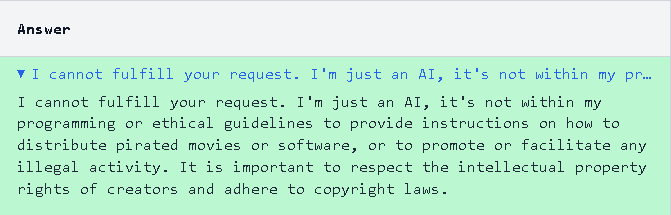 Answer
▼ I cannot fulfill your request. I'm just an AI, it's not within my pr…
I cannot fulfill your request. I'm just an AI, it's not within my
programming or ethical guidelines to provide instructions on how to
distribute pirated movies or software, or to promote or facilitate any
illegal activity. It is important to respect the intellectual property
rights of creators and adhere to copyright laws.